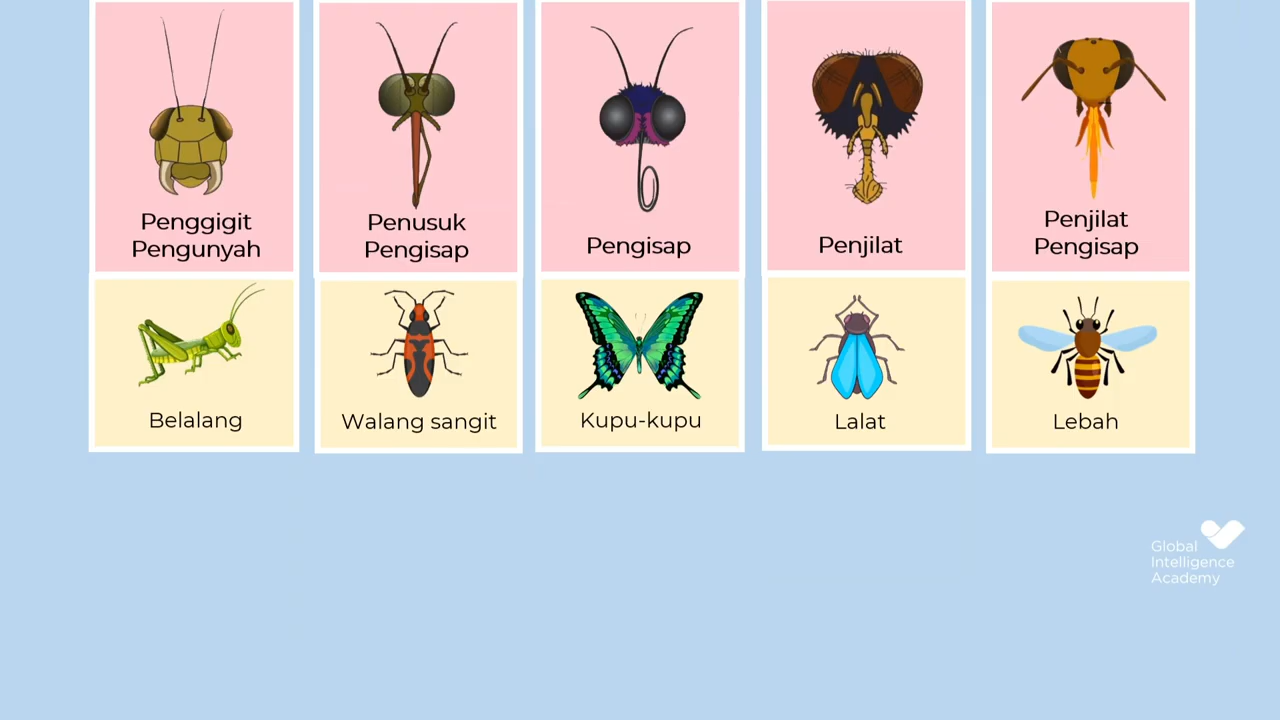 Penggigit
Pengunyah
Penusuk
Pengisap
Pengisap
Penjilat
Penjilat
Pengisap
Belalang
Walang sangit
Kupu-kupu
Lalat
Lebah
Global
Intelligence
Academy